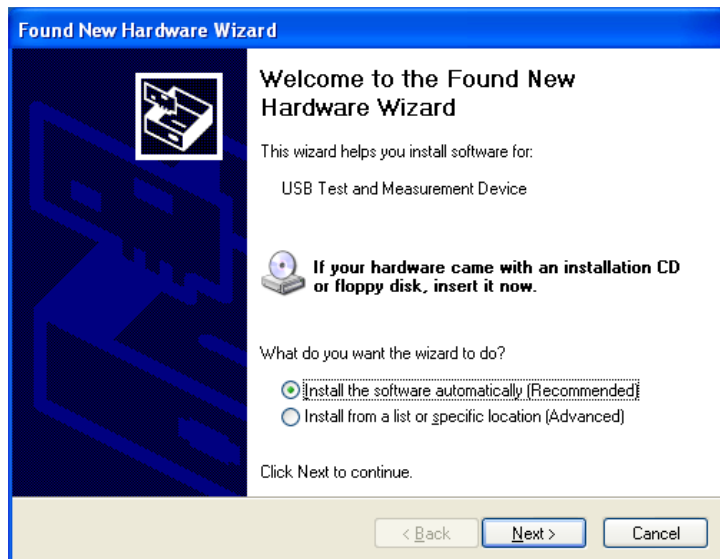 Found New Hardware Wizard
Welcome to the Found New
Hardware Wizard
This wizard helps you install software for:
USB Test and Measurement Device
If your hardware came with an installation CD
or floppy disk, insert it now.
What do you want the wizard to do?
Install the software automatically (Recommended)
Install from a list or specific location (Advanced)
Click Next to continue.
< Back Next > Cancel